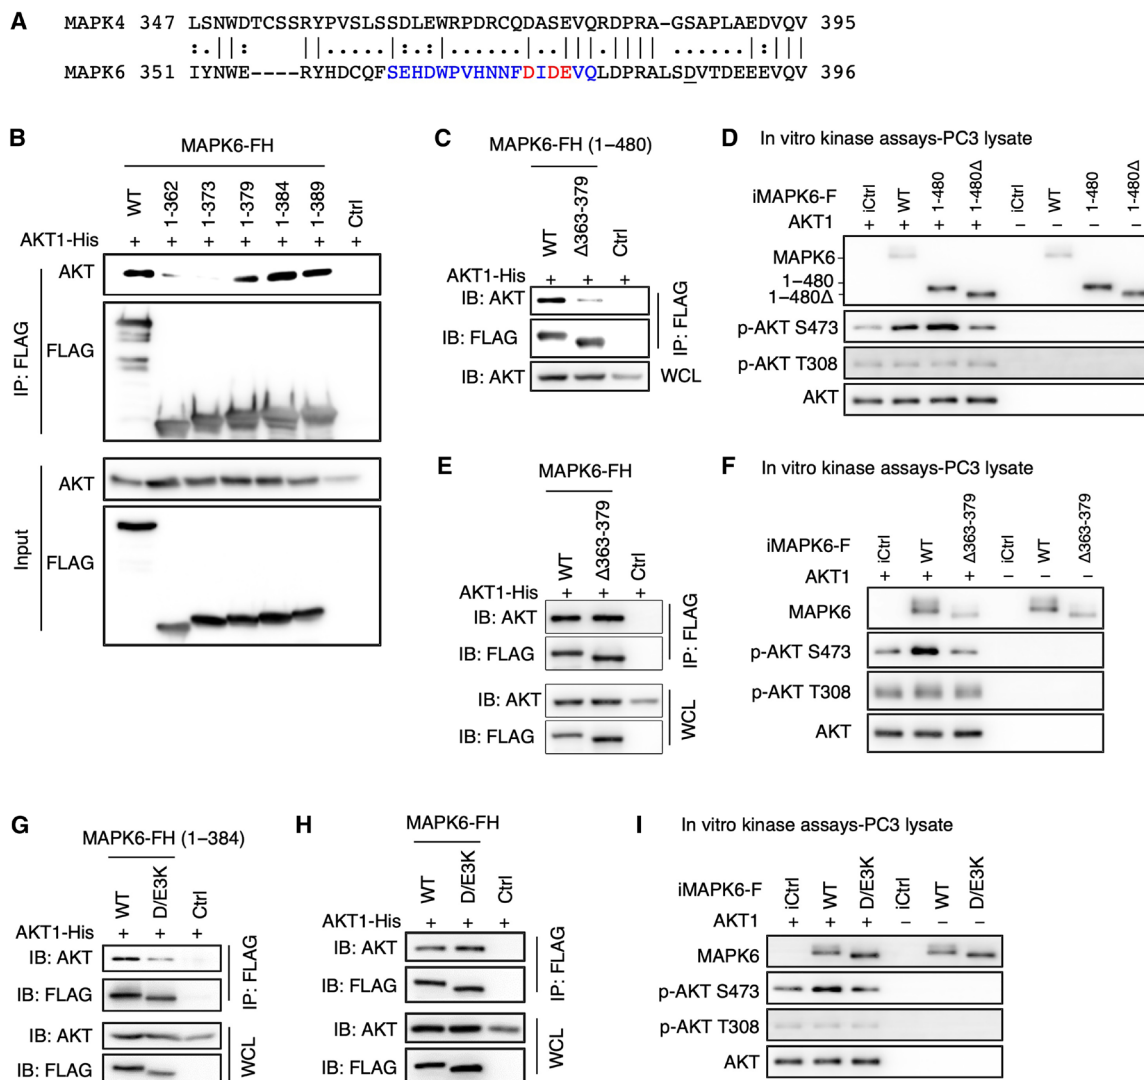 A
MAPK4 347 LSNWDTCSSRYPVSLSSDLEWRPDRCQDASEVQRDPRA-GSAPLAEDVQV 395
:.||: ||.....|:.:|......|..|||.||||.......|:|||
MAPK6 351 IYNWE----RYHDCQFSEHDWPVHNNFDIDEVQLDPRALSDVTDEEEVQV 396
B
MAPK6-FH
WT 1-362 1-373 1-379 1-384 1-389 Ctrl
AKT1-His + + + + + + +
IP: FLAG
AKT
FLAG
Input
AKT
FLAG
C
MAPK6-FH (1–480)
WT Δ363-379 Ctrl
AKT1-His + + +
IB: AKT
IB: FLAG
IP: FLAG
IB: AKT WCL
D In vitro kinase assays-PC3 lysate
iMAPK6-F iCtrl WT 1-480 1-480Δ iCtrl WT 1-480 1-480Δ
AKT1 + + + + – – – –
MAPK6
1–480
1–480Δ
p-AKT S473
p-AKT T308
AKT
E
MAPK6-FH
WT Δ363-379 Ctrl
AKT1-His + + +
IB: AKT
IB: FLAG
IP: FLAG
IB: AKT
IB: FLAG
WCL
F In vitro kinase assays-PC3 lysate
iMAPK6-F iCtrl WT Δ363-379 iCtrl WT Δ363-379
AKT1 + + + – – –
MAPK6
p-AKT S473
p-AKT T308
AKT
G
MAPK6-FH (1–384)
WT D/E3K Ctrl
AKT1-His + + +
IB: AKT
IB: FLAG
IP: FLAG
IB: AKT
IB: FLAG
WCL
H
MAPK6-FH
WT D/E3K Ctrl
AKT1-His + + +
IB: AKT
IB: FLAG
IP: FLAG
IB: AKT
IB: FLAG
WCL
I In vitro kinase assays-PC3 lysate
iMAPK6-F iCtrl WT D/E3K iCtrl WT D/E3K
AKT1 + + + – – –
MAPK6
p-AKT S473
p-AKT T308
AKT